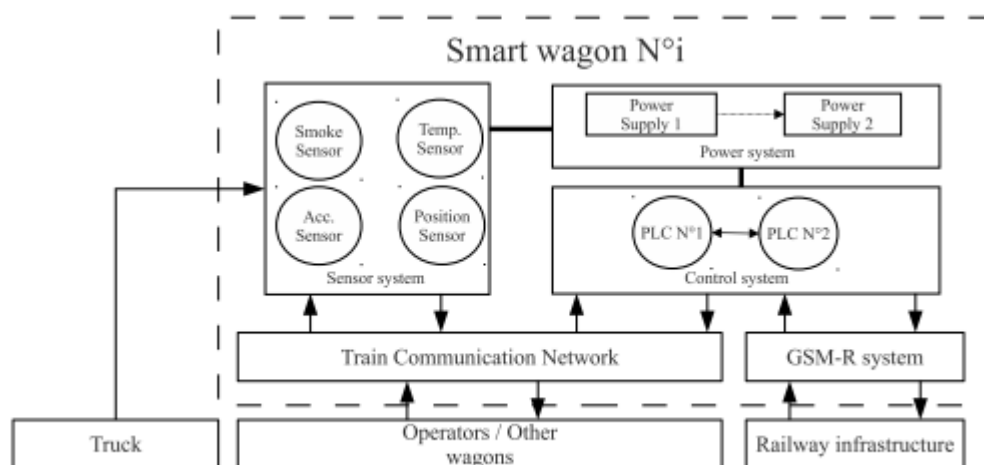 Smart wagon N°i
Smoke
Sensor
Temp.
Sensor
Acc.
Sensor
Position
Sensor
Sensor system
Power
Supply 1
Power
Supply 2
Power system
PLC N°1
PLC N°2
Control system
Train Communication Network
GSM-R system
Truck
Operators / Other
wagons
Railway infrastructure